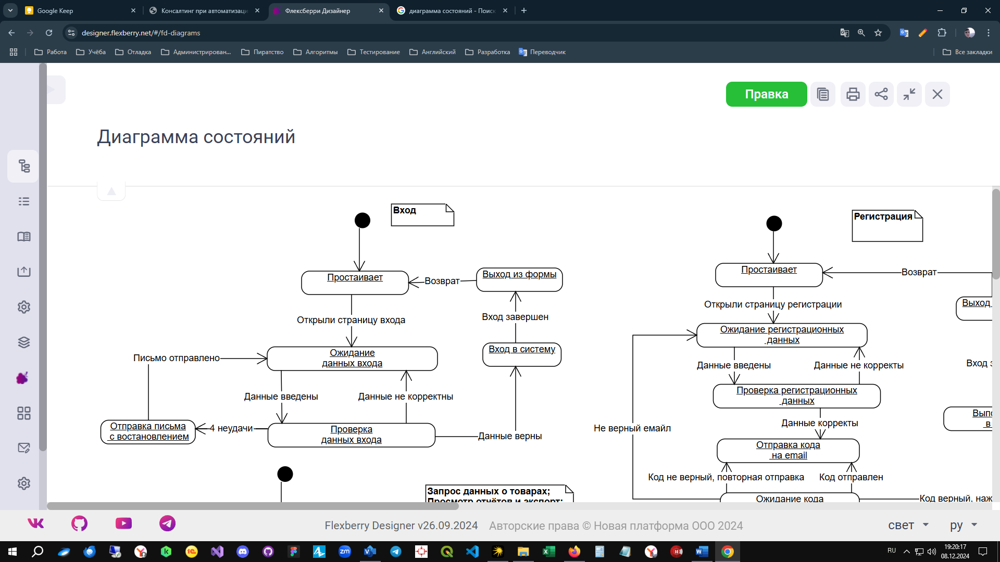 Google Keep
Консалтинг при автоматизаци
Флексберри Дизайнер
диаграмма состояний - Поиск
designer.flexberry.net/#/fd-diagrams
Работа
Учёба
Отладка
Администрирован...
Пиратство
Алгоритмы
Тестирование
Английский
Разработка
Переводчик
Все закладки
Правка
Диаграмма состояний
Вход
Простаивает
Возврат
Выход из формы
Открыли страницу входа
Вход завершен
Письмо отправлено
Ожидание
данных входа
Вход в систему
Данные введены
Данные не корректны
Отправка письма
с востановлением
4 неудачи
Проверка
данных входа
Данные верны
Запрос данных о товарах;
Просмотр отчётов и экспорт;
Регистрация
Простаивает
Возврат
Открыли страницу регистрации
Выход
Ожидание регистрационных
данных
Данные введены
Данные не корректы
Вход з
Проверка регистрационных
данных
Данные корректы
Выпо
в
Не верный емайл
Отправка кода
на email
Код не верный, повторная отправка
Код отправлен
Ожидание кода
Код верный, наж
Flexberry Designer v26.09.2024
Авторские права © Новая платформа ООО 2024
свет
ру
RU
19:20:17
08.12.2024